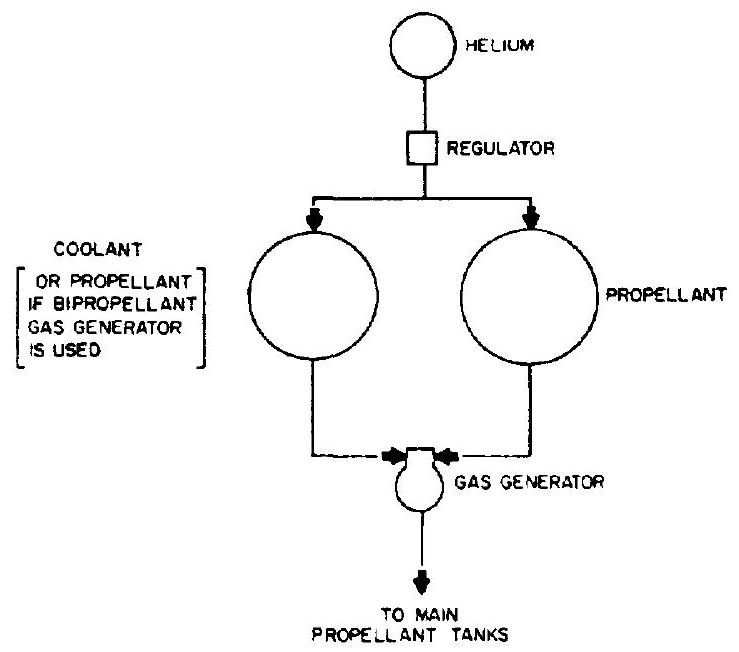 HELIUM
REGULATOR
COOLANT
OR PROPELLANT
IF BIPROPELLANT
GAS GENERATOR
IS USED
PROPELLANT
GAS GENERATOR
TO MAIN
PROPELLANT TANKS